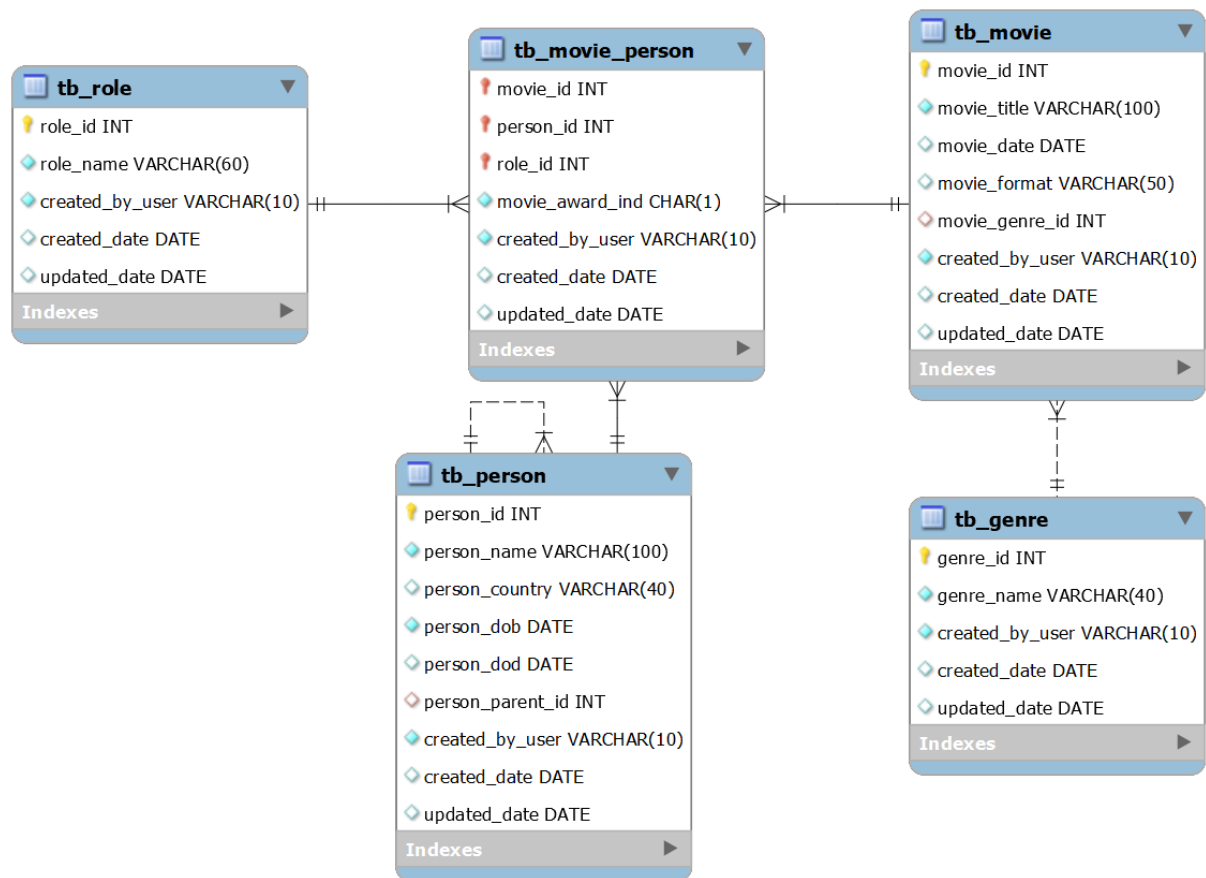 tb_role
role_id INT
role_name VARCHAR(60)
created_by_user VARCHAR(10)
created_date DATE
updated_date DATE
Indexes
tb_movie_person
movie_id INT
person_id INT
role_id INT
movie_award_ind CHAR(1)
created_by_user VARCHAR(10)
created_date DATE
updated_date DATE
Indexes
tb_movie
movie_id INT
movie_title VARCHAR(100)
movie_date DATE
movie_format VARCHAR(50)
movie_genre_id INT
created_by_user VARCHAR(10)
created_date DATE
updated_date DATE
Indexes
tb_person
person_id INT
person_name VARCHAR(100)
person_country VARCHAR(40)
person_dob DATE
person_dod DATE
person_parent_id INT
created_by_user VARCHAR(10)
created_date DATE
updated_date DATE
Indexes
tb_genre
genre_id INT
genre_name VARCHAR(40)
created_by_user VARCHAR(10)
created_date DATE
updated_date DATE
Indexes